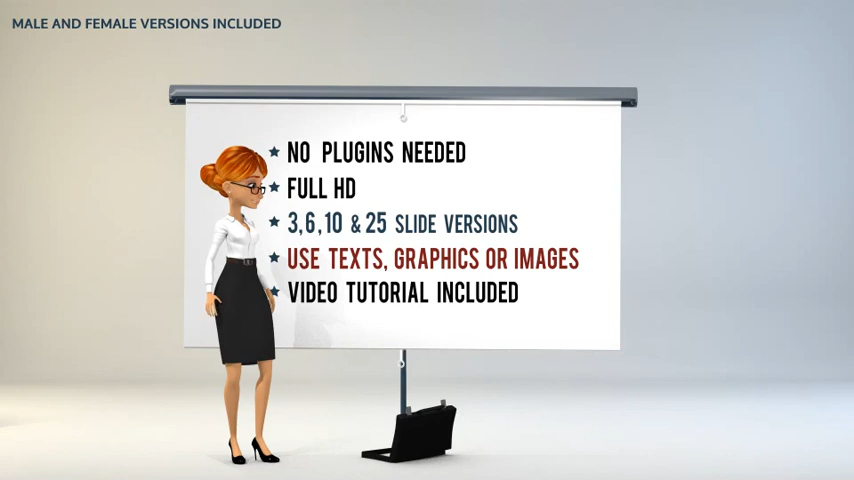 MALE AND FEMALE VERSIONS INCLUDED
NO PLUGINS NEEDED
FULL HD
3,6,10 & 25 SLIDE VERSIONS
USE TEXTS, GRAPHICS OR IMAGES
VIDEO TUTORIAL INCLUDED